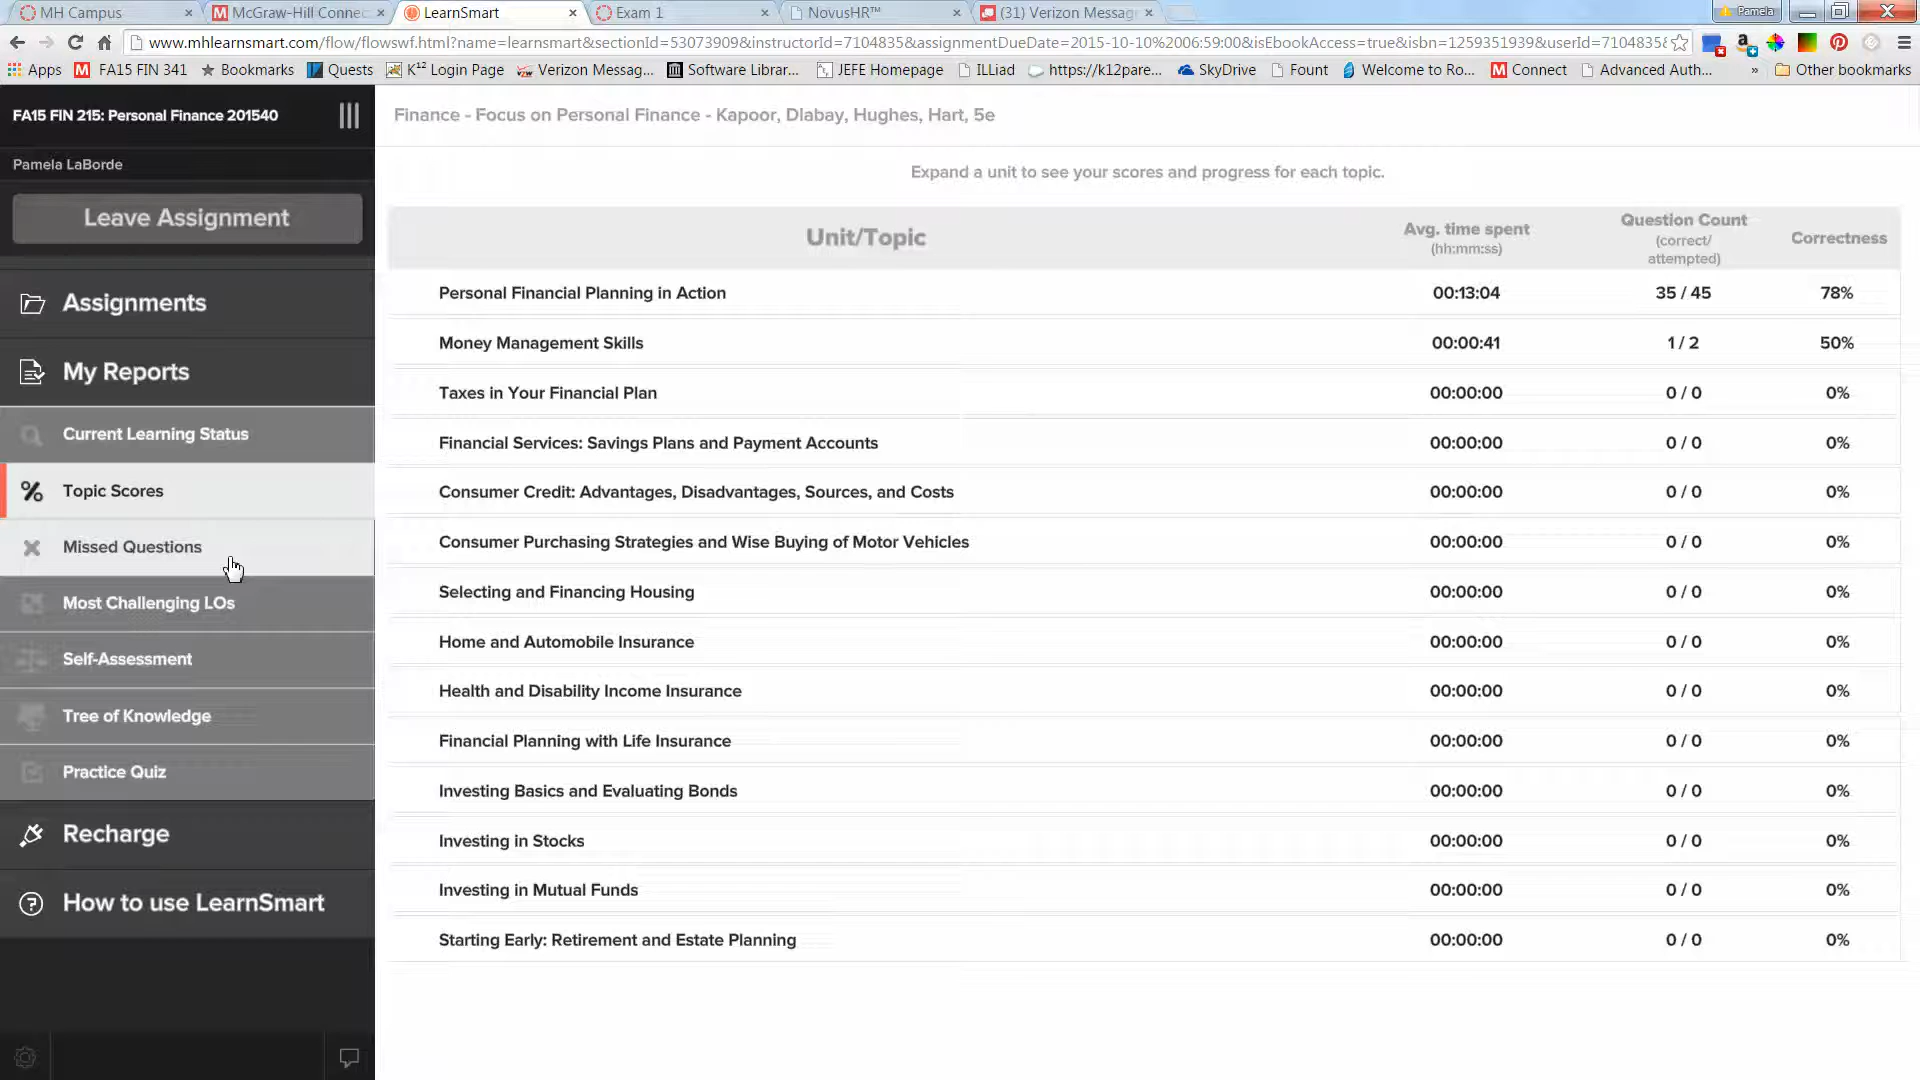 MH Campus
McGraw-Hill Connec
LearnSmart
Exam 1
NovusHR™
(31) Verizon Messag
Pamela
www.mhlearnsmart.com/flow/flowswf.html?name=learnsmart&sectionId=53073909&instructorId=7104835&assignmentDueDate=2015-10-10%2006:59:00&isEbookAccess=true&isbn=1259351939&userId=7104835&
Apps
FA15 FIN 341
Bookmarks
Quests
K¹² Login Page
Verizon Messag...
Software Librar...
JEFE Homepage
ILLiad
https://k12pare...
SkyDrive
Fount
Welcome to Ro...
Connect
Advanced Auth...
»
Other bookmarks
FA15 FIN 215: Personal Finance 201540
Pamela LaBorde
Leave Assignment
Assignments
My Reports
Current Learning Status
Topic Scores
Missed Questions
Most Challenging LOs
Self-Assessment
Tree of Knowledge
Practice Quiz
Recharge
How to use LearnSmart
Finance - Focus on Personal Finance - Kapoor, Dlabay, Hughes, Hart, 5e
Expand a unit to see your scores and progress for each topic.
Unit/Topic
Avg. time spent
(hh:mm:ss)
Question Count
(correct/
attempted)
Correctness
Personal Financial Planning in Action 00:13:04 35 / 45 78%
Money Management Skills 00:00:41 1 / 2 50%
Taxes in Your Financial Plan 00:00:00 0 / 0 0%
Financial Services: Savings Plans and Payment Accounts 00:00:00 0 / 0 0%
Consumer Credit: Advantages, Disadvantages, Sources, and Costs 00:00:00 0 / 0 0%
Consumer Purchasing Strategies and Wise Buying of Motor Vehicles 00:00:00 0 / 0 0%
Selecting and Financing Housing 00:00:00 0 / 0 0%
Home and Automobile Insurance 00:00:00 0 / 0 0%
Health and Disability Income Insurance 00:00:00 0 / 0 0%
Financial Planning with Life Insurance 00:00:00 0 / 0 0%
Investing Basics and Evaluating Bonds 00:00:00 0 / 0 0%
Investing in Stocks 00:00:00 0 / 0 0%
Investing in Mutual Funds 00:00:00 0 / 0 0%
Starting Early: Retirement and Estate Planning 00:00:00 0 / 0 0%